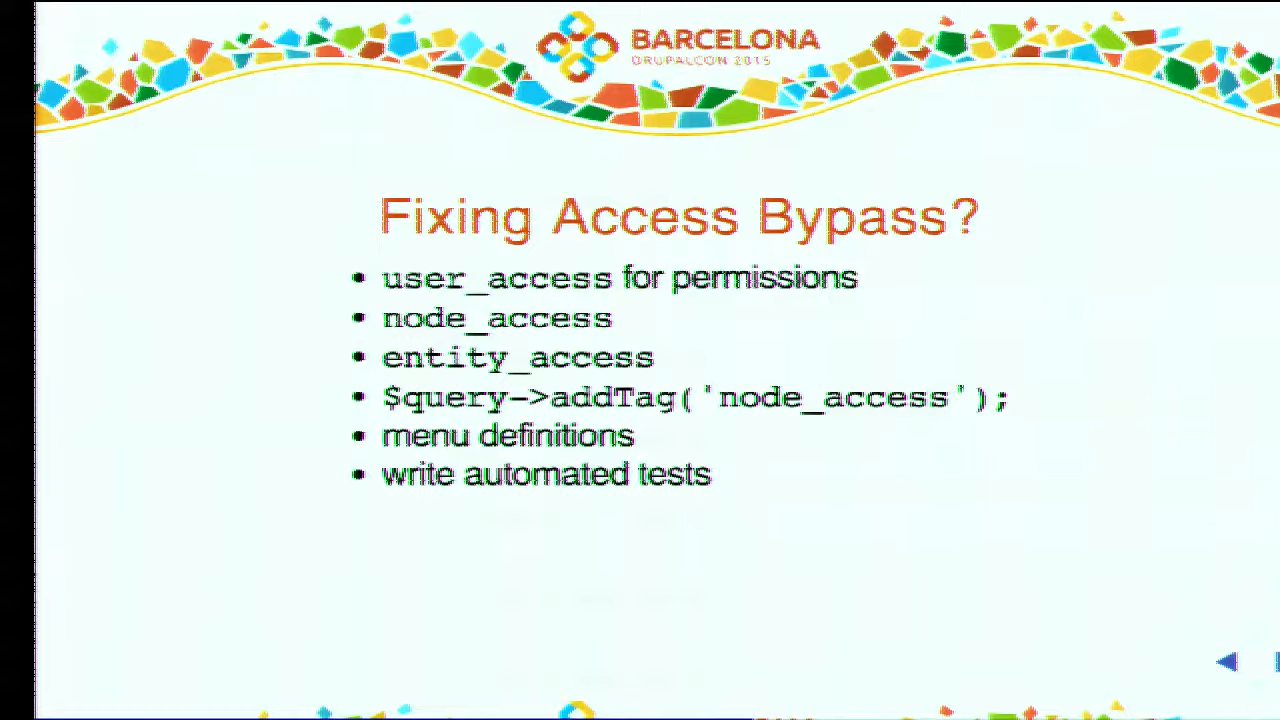 BARCELONA
DRUPALCON 2015
Fixing Access Bypass?
• user_access for permissions
• node_access
• entity_access
• $query->addTag('node_access');
• menu definitions
• write automated tests